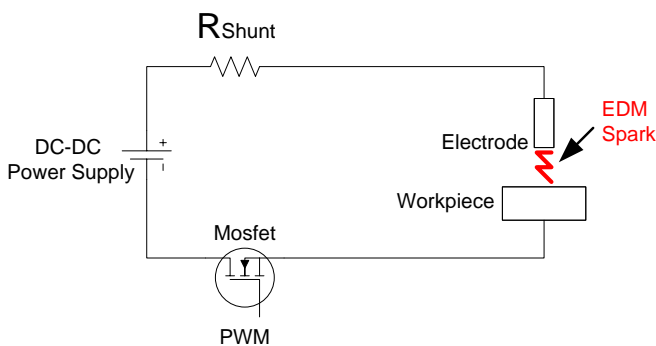 RShunt
EDM
Spark
Electrode
DC-DC
Power Supply
+
Workpiece
Mosfet
PWM